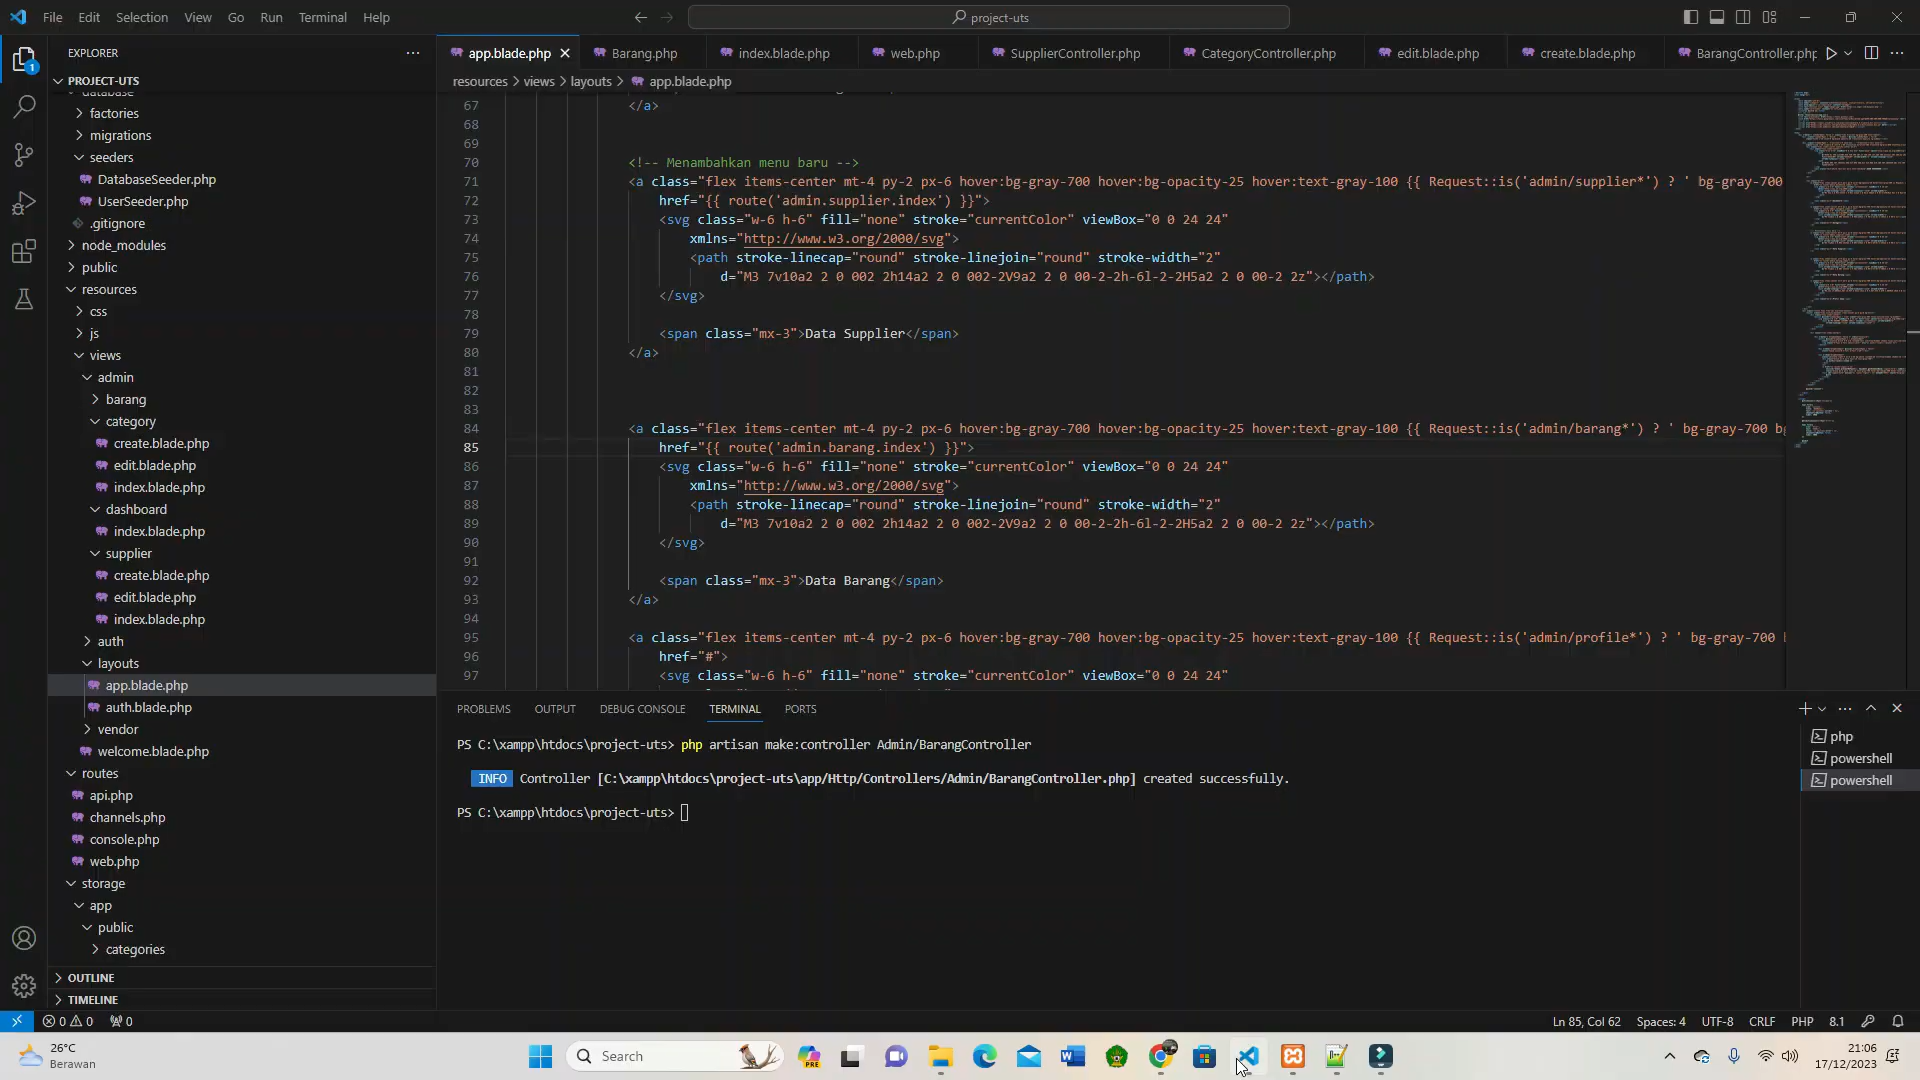 File Edit Selection View Go Run Terminal Help
project-uts
EXPLORER
PROJECT-UTS
database
factories
migrations
seeders
DatabaseSeeder.php
UserSeeder.php
.gitignore
node_modules
public
resources
css
js
views
admin
barang
category
create.blade.php
edit.blade.php
index.blade.php
dashboard
index.blade.php
supplier
create.blade.php
edit.blade.php
index.blade.php
auth
layouts
app.blade.php
auth.blade.php
vendor
welcome.blade.php
routes
api.php
channels.php
console.php
web.php
storage
app
public
categories
OUTLINE
TIMELINE
app.blade.php Barang.php index.blade.php web.php SupplierController.php CategoryController.php edit.blade.php create.blade.php BarangController.php
resources > views > layouts > app.blade.php
67 </a>
68
69
70 <!-- Menambahkan menu baru -->
71 <a class="flex items-center mt-4 py-2 px-6 hover:bg-gray-700 hover:bg-opacity-25 hover:text-gray-100 {{ Request::is('admin/supplier*') ? ' bg-gray-700
72 href="{{ route('admin.supplier.index') }}">
73 <svg class="w-6 h-6" fill="none" stroke="currentColor" viewBox="0 0 24 24"
74 xmlns="http://www.w3.org/2000/svg">
75 <path stroke-linecap="round" stroke-linejoin="round" stroke-width="2"
76 d="M3 7v10a2 2 0 002 2h14a2 2 0 002-2V9a2 2 0 00-2-2h-6l-2-2H5a2 2 0 00-2 2z"></path>
77 </svg>
78
79 <span class="mx-3">Data Supplier</span>
80 </a>
81
82
83
84 <a class="flex items-center mt-4 py-2 px-6 hover:bg-gray-700 hover:bg-opacity-25 hover:text-gray-100 {{ Request::is('admin/barang*') ? ' bg-gray-700 b
85 href="{{ route('admin.barang.index') }}">
86 <svg class="w-6 h-6" fill="none" stroke="currentColor" viewBox="0 0 24 24"
87 xmlns="http://www.w3.org/2000/svg">
88 <path stroke-linecap="round" stroke-linejoin="round" stroke-width="2"
89 d="M3 7v10a2 2 0 002 2h14a2 2 0 002-2V9a2 2 0 00-2-2h-6l-2-2H5a2 2 0 00-2 2z"></path>
90 </svg>
91
92 <span class="mx-3">Data Barang</span>
93 </a>
94
95 <a class="flex items-center mt-4 py-2 px-6 hover:bg-gray-700 hover:bg-opacity-25 hover:text-gray-100 {{ Request::is('admin/profile*') ? ' bg-gray-700
96 href="#">
97 <svg class="w-6 h-6" fill="none" stroke="currentColor" viewBox="0 0 24 24"
PROBLEMS OUTPUT DEBUG CONSOLE TERMINAL PORTS
PS C:\xampp\htdocs\project-uts> php artisan make:controller Admin/BarangController
INFO Controller [C:\xampp\htdocs\project-uts\app/Http/Controllers/Admin/BarangController.php] created successfully.
PS C:\xampp\htdocs\project-uts>
php
powershell
powershell
0 0 0 Ln 85, Col 62 Spaces: 4 UTF-8 CRLF PHP 8.1
26°C
Berawan
Search
21:06
17/12/2023